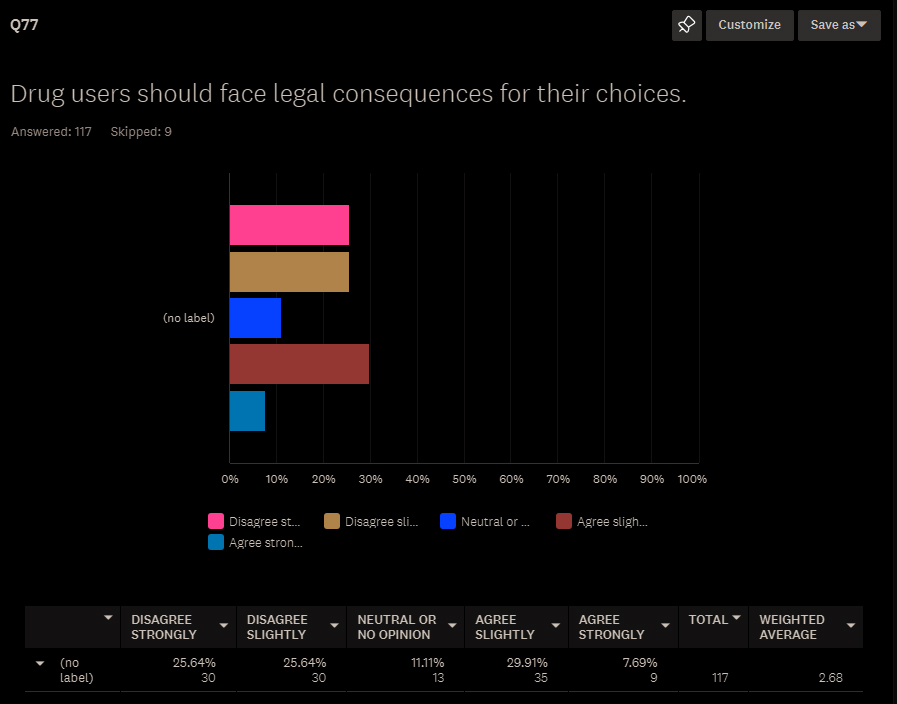 Q77
Customize
Save as
Drug users should face legal consequences for their choices.
Answered: 117 Skipped: 9
(no label)
0% 10% 20% 30% 40% 50% 60% 70% 80% 90% 100%
Disagree st... Disagree sli... Neutral or ... Agree sligh...
Agree stron...
DISAGREE STRONGLY
DISAGREE SLIGHTLY
NEUTRAL OR NO OPINION
AGREE SLIGHTLY
AGREE STRONGLY
TOTAL
WEIGHTED AVERAGE
(no label)
25.64% 30
25.64% 30
11.11% 13
29.91% 35
7.69% 9
117
2.68